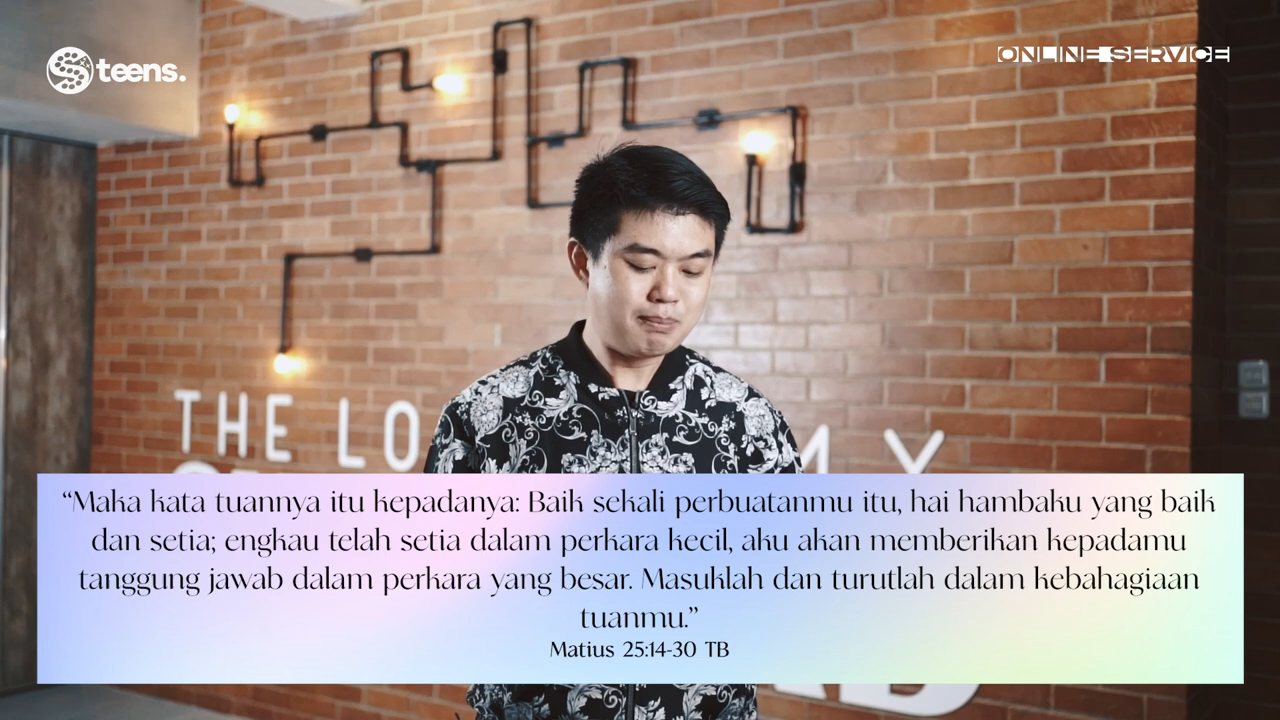 teens.
ONLINE SERVICE
THE LO
M Y
“Maka kata tuannya itu kepadanya: Baik sekali perbuatanmu itu, hai hambaku yang baik
dan setia; engkau telah setia dalam perkara kecil, aku akan memberikan kepadamu
tanggung jawab dalam perkara yang besar. Masuklah dan turutlah dalam kebahagiaan
tuanmu.”
Matius 25:14-30 TB